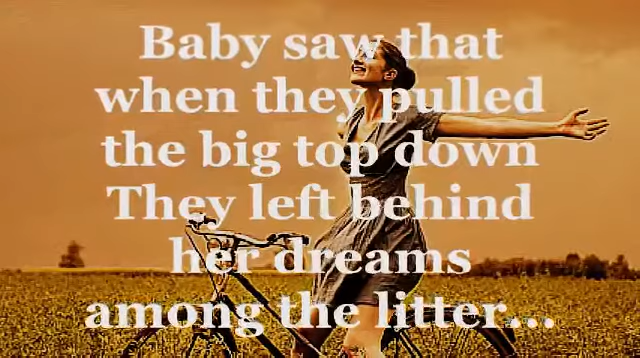 Baby saw that
when they pulled
the big top down
They left behind
her dreams
among the litter...